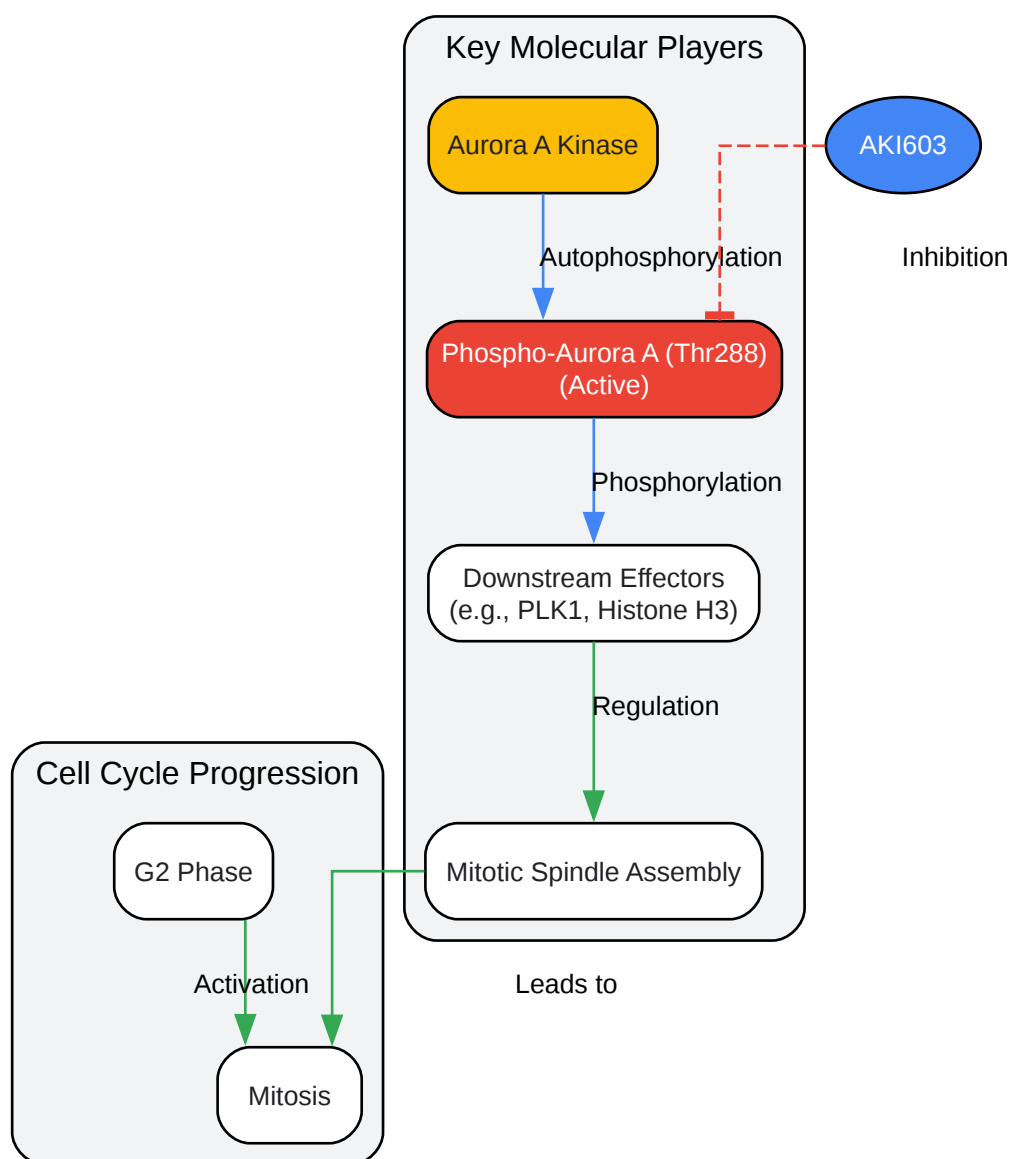 Key Molecular Players
Aurora A Kinase
AKI603
Autophosphorylation
Inhibition
Phospho-Aurora A (Thr288)
(Active)
Phosphorylation
Downstream Effectors
(e.g., PLK1, Histone H3)
Regulation
Cell Cycle Progression
G2 Phase
Mitotic Spindle Assembly
Activation
Leads to
Mitosis